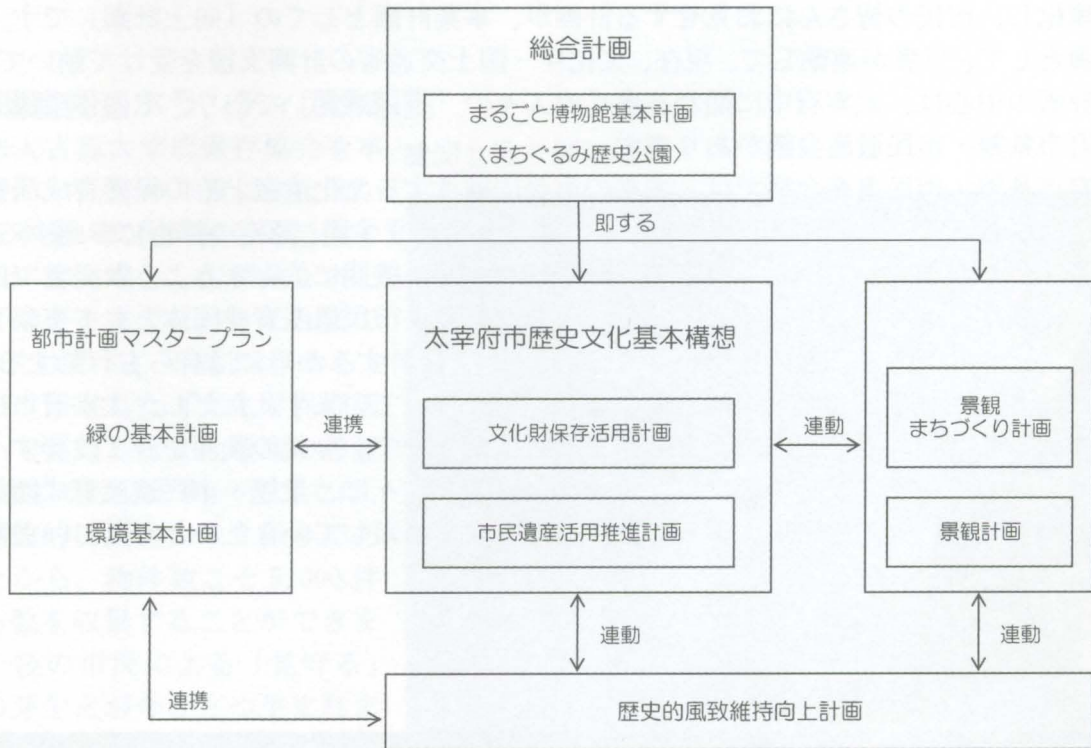 総合計画
まるごと博物館基本計画
〈まちぐるみ歴史公園〉
即する
都市計画マスタープラン
緑の基本計画
環境基本計画
連携
太宰府市歴史文化基本構想
文化財保存活用計画
市民遺産活用推進計画
連動
景観
まちづくり計画
景観計画
連動
連動
連携
歴史的風致維持向上計画